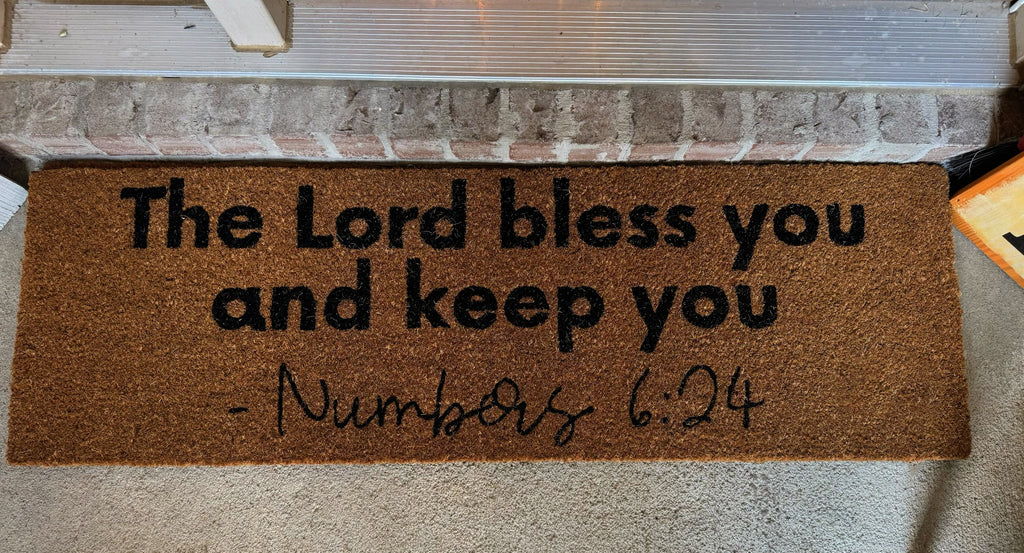 The Lord bless you
and keep you
- Numbers 6:24